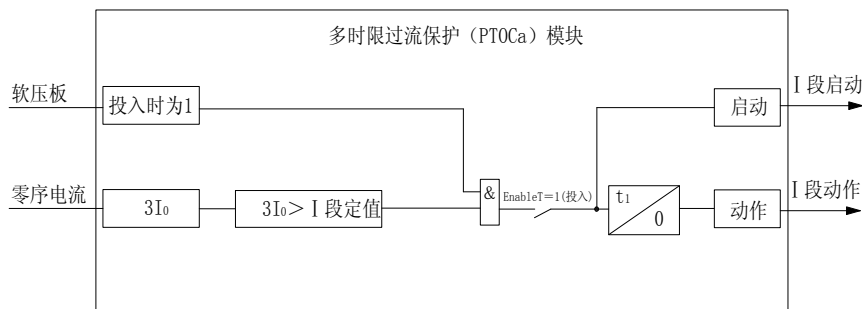 多时限过流保护（PTOCa）模块
软压板
投入时为1
启动
Ⅰ段启动
零序电流
3I₀
3I₀＞Ⅰ段定值
&
EnableT＝1(投入)
t₁
0
动作
Ⅰ段动作